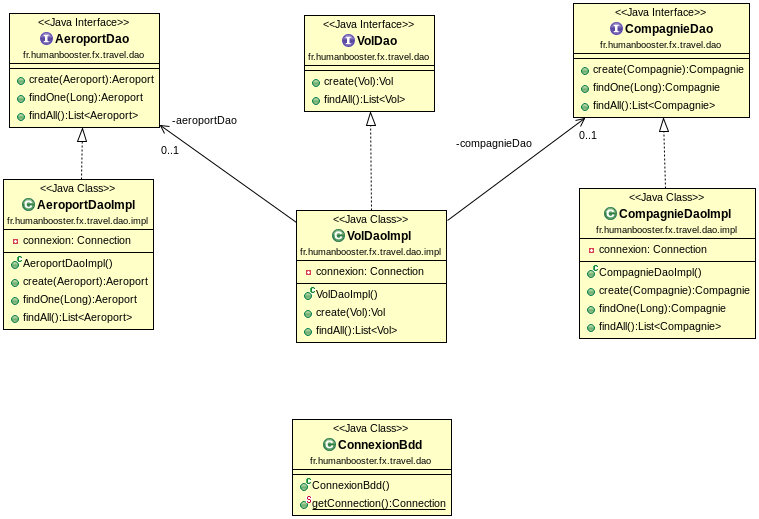 <<Java Interface>>
AeroportDao
fr.humanbooster.fx.travel.dao
create(Aeroport):Aeroport
findOne(Long):Aeroport
findAll():List<Aeroport>
<<Java Interface>>
VolDao
fr.humanbooster.fx.travel.dao
create(Vol):Vol
findAll():List<Vol>
<<Java Interface>>
CompagnieDao
fr.humanbooster.fx.travel.dao
create(Compagnie):Compagnie
findOne(Long):Compagnie
findAll():List<Compagnie>
-aeroportDao
0..1
-compagnieDao
0..1
<<Java Class>>
AeroportDaoImpl
fr.humanbooster.fx.travel.dao.impl
connexion: Connection
AeroportDaoImpl()
create(Aeroport):Aeroport
findOne(Long):Aeroport
findAll():List<Aeroport>
<<Java Class>>
VolDaoImpl
fr.humanbooster.fx.travel.dao.impl
connexion: Connection
VolDaoImpl()
create(Vol):Vol
findAll():List<Vol>
<<Java Class>>
CompagnieDaoImpl
fr.humanbooster.fx.travel.dao.impl
connexion: Connection
CompagnieDaoImpl()
create(Compagnie):Compagnie
findOne(Long):Compagnie
findAll():List<Compagnie>
<<Java Class>>
ConnexionBdd
fr.humanbooster.fx.travel.dao
ConnexionBdd()
getConnection():Connection